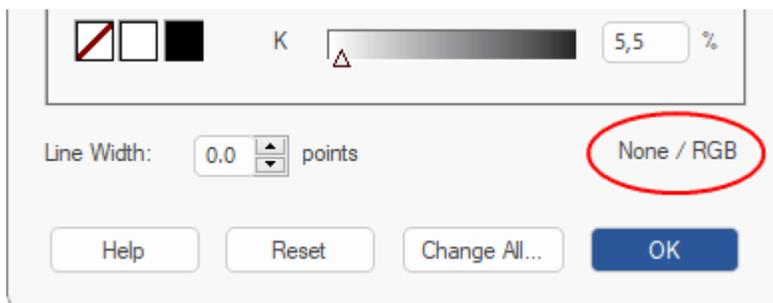 K 5,5 %
Line Width: 0.0 points None / RGB
Help Reset Change All... OK